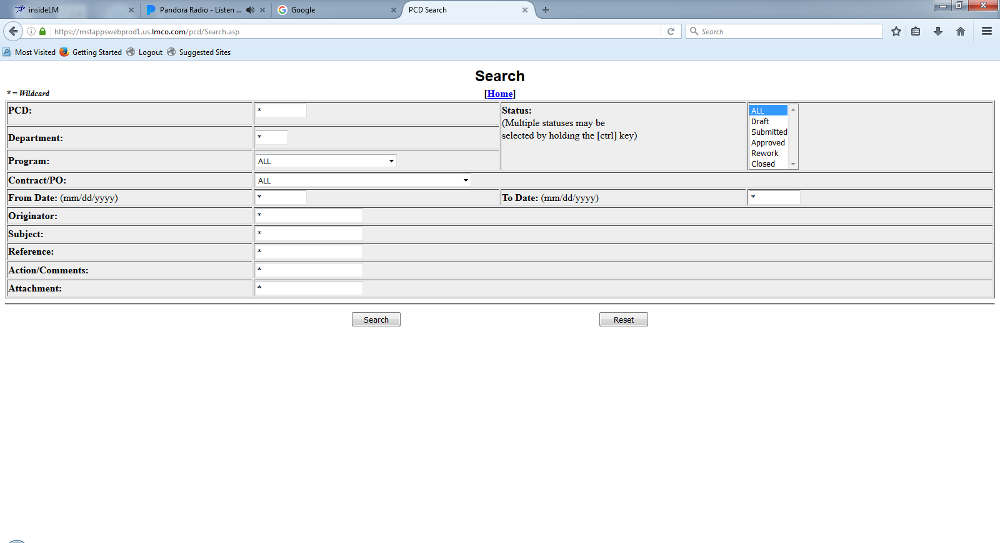 insideLM
Pandora Radio - Listen ...
Google
PCD Search
https://mstappswebprod1.us.lmco.com/pcd/Search.asp
Search
Most Visited
Getting Started
Logout
Suggested Sites
Search
* = Wildcard
[Home]
PCD:
*
Status:
(Multiple statuses may be
selected by holding the [ctrl] key)
ALL
Draft
Submitted
Approved
Rework
Closed
Department:
*
Program:
ALL
Contract/PO:
ALL
From Date: (mm/dd/yyyy)
*
To Date: (mm/dd/yyyy)
*
Originator:
*
Subject:
*
Reference:
*
Action/Comments:
*
Attachment:
*
Search
Reset